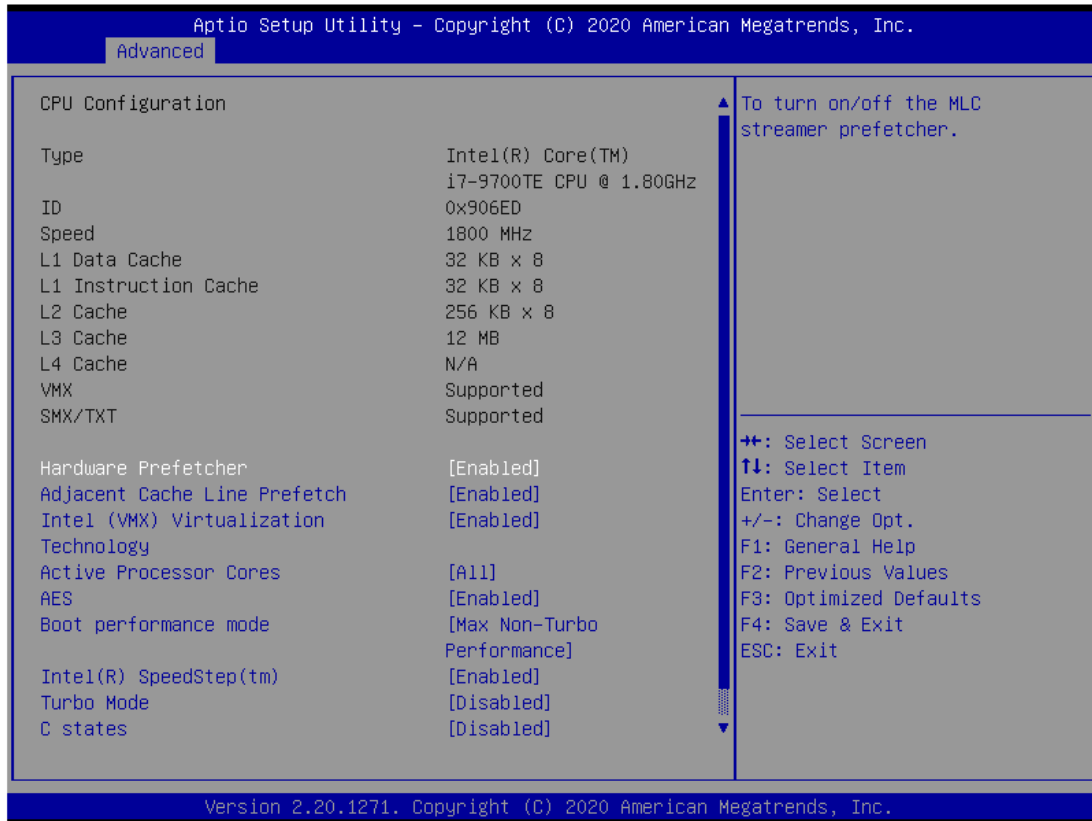 Aptio Setup Utility – Copyright (C) 2020 American Megatrends, Inc.
Advanced
CPU Configuration
Type Intel(R) Core(TM)
i7-9700TE CPU @ 1.80GHz
ID 0x906ED
Speed 1800 MHz
L1 Data Cache 32 KB x 8
L1 Instruction Cache 32 KB x 8
L2 Cache 256 KB x 8
L3 Cache 12 MB
L4 Cache N/A
VMX Supported
SMX/TXT Supported
Hardware Prefetcher [Enabled]
Adjacent Cache Line Prefetch [Enabled]
Intel (VMX) Virtualization [Enabled]
Technology
Active Processor Cores [All]
AES [Enabled]
Boot performance mode [Max Non-Turbo
Performance]
Intel(R) SpeedStep(tm) [Enabled]
Turbo Mode [Disabled]
C states [Disabled]
To turn on/off the MLC
streamer prefetcher.
→←: Select Screen
↑↓: Select Item
Enter: Select
+/-: Change Opt.
F1: General Help
F2: Previous Values
F3: Optimized Defaults
F4: Save & Exit
ESC: Exit
Version 2.20.1271. Copyright (C) 2020 American Megatrends, Inc.